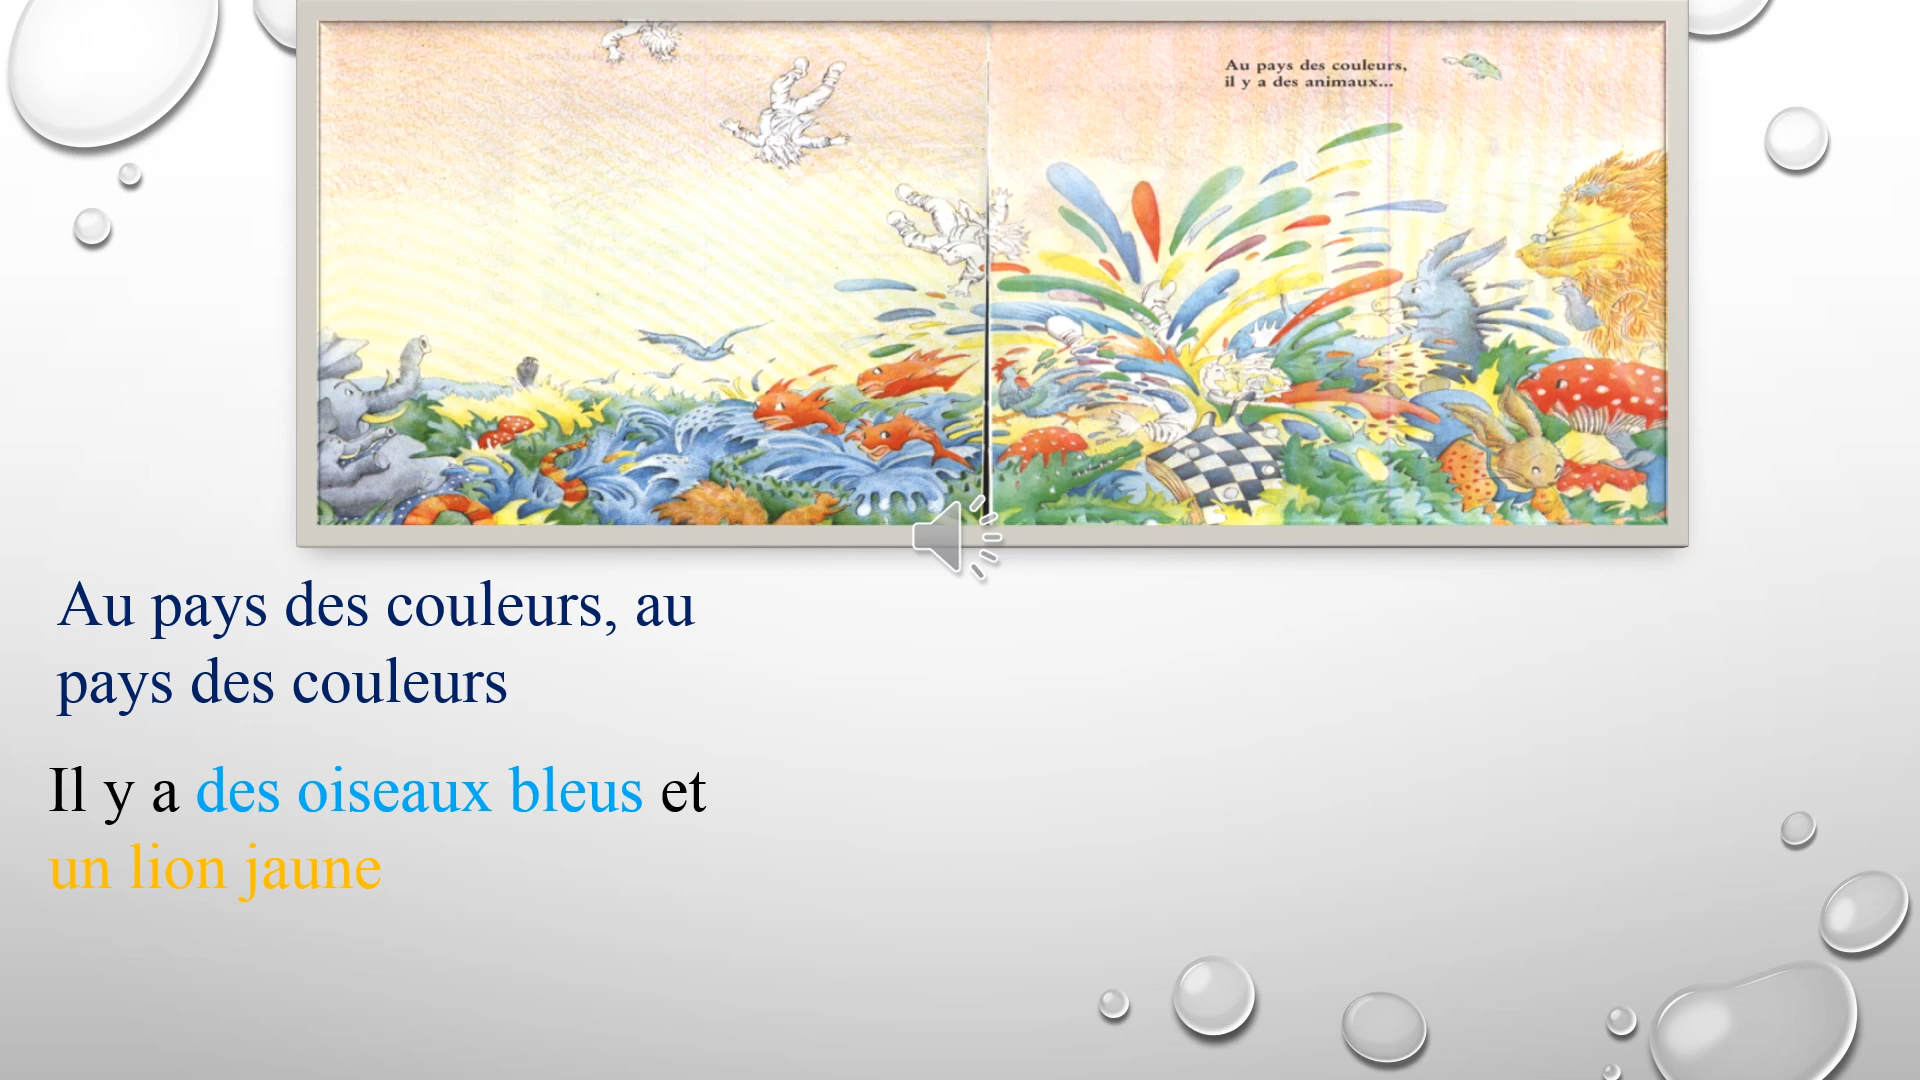 Au pays des couleurs,
il y a des animaux...
Au pays des couleurs, au
pays des couleurs
Il y a des oiseaux bleus et
un lion jaune